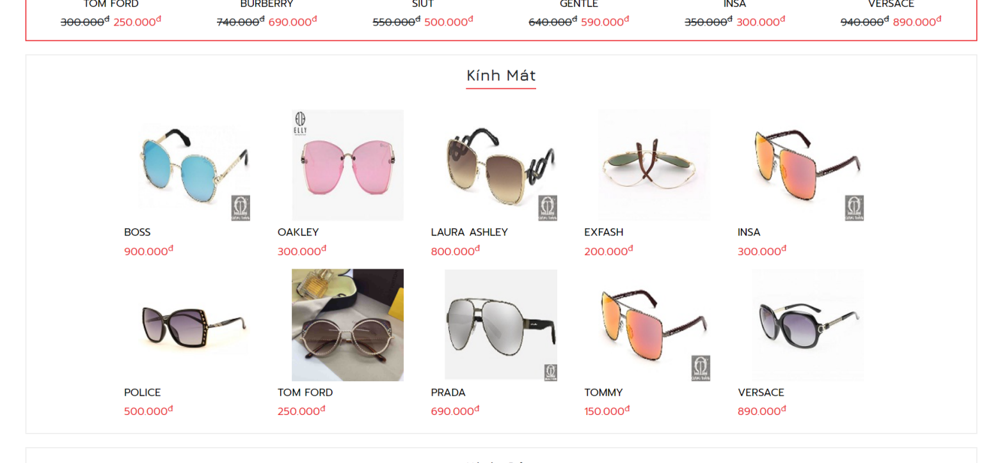 TOM FORD BURBERRY SIUT GENTLE INSA VERSACE
300.000đ 250.000đ 740.000đ 690.000đ 550.000đ 500.000đ 640.000đ 590.000đ 350.000đ 300.000đ 940.000đ 890.000đ
Kính Mát
ELLY
BOSS OAKLEY LAURA ASHLEY EXFASH INSA
900.000đ 300.000đ 800.000đ 200.000đ 300.000đ
POLICE TOM FORD PRADA TOMMY VERSACE
500.000đ 250.000đ 690.000đ 150.000đ 890.000đ